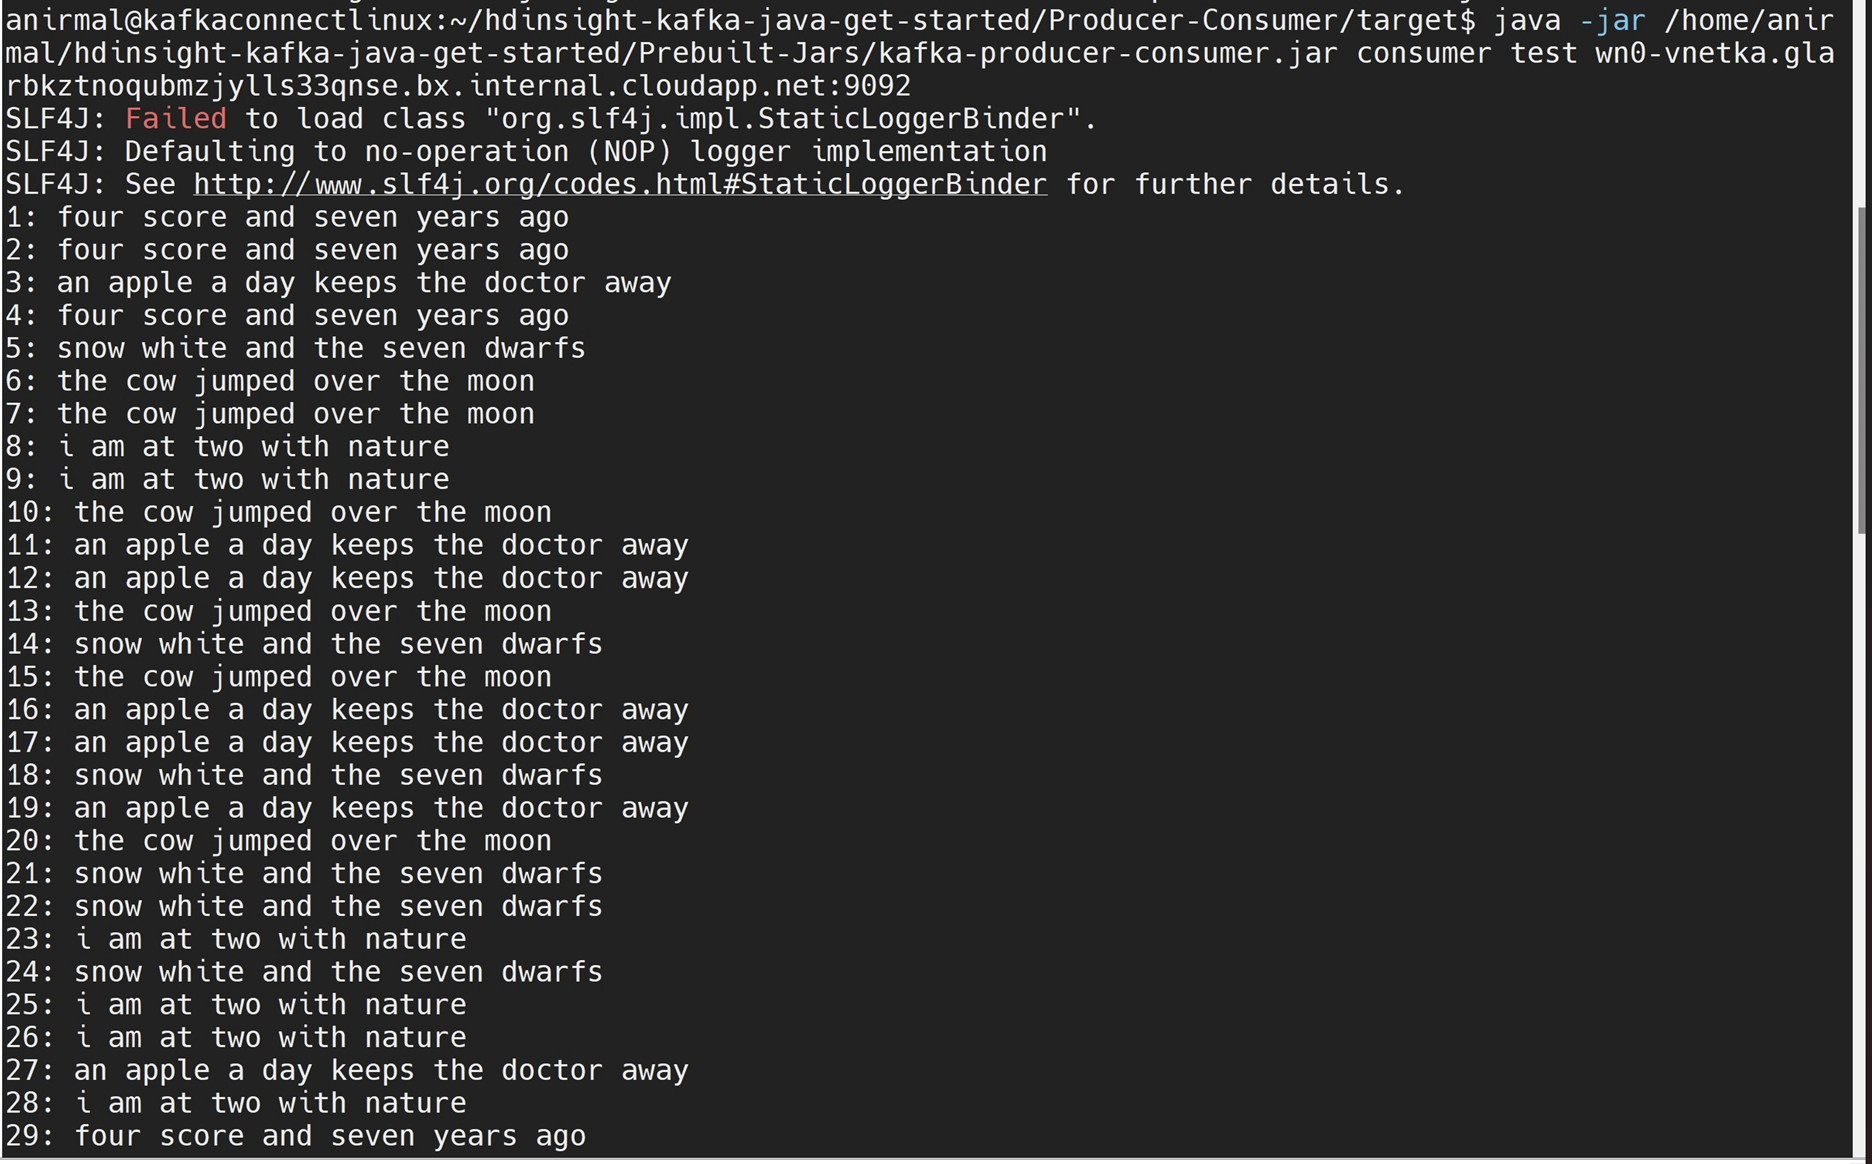 anirmal@kafkaconnectlinux:~/hdinsight-kafka-java-get-started/Producer-Consumer/target$ java -jar /home/anir
mal/hdinsight-kafka-java-get-started/Prebuilt-Jars/kafka-producer-consumer.jar consumer test wn0-vnetka.gla
rbkztnoqubmzjylls33qnse.bx.internal.cloudapp.net:9092
SLF4J: Failed to load class "org.slf4j.impl.StaticLoggerBinder".
SLF4J: Defaulting to no-operation (NOP) logger implementation
SLF4J: See http://www.slf4j.org/codes.html#StaticLoggerBinder for further details.
1: four score and seven years ago
2: four score and seven years ago
3: an apple a day keeps the doctor away
4: four score and seven years ago
5: snow white and the seven dwarfs
6: the cow jumped over the moon
7: the cow jumped over the moon
8: i am at two with nature
9: i am at two with nature
10: the cow jumped over the moon
11: an apple a day keeps the doctor away
12: an apple a day keeps the doctor away
13: the cow jumped over the moon
14: snow white and the seven dwarfs
15: the cow jumped over the moon
16: an apple a day keeps the doctor away
17: an apple a day keeps the doctor away
18: snow white and the seven dwarfs
19: an apple a day keeps the doctor away
20: the cow jumped over the moon
21: snow white and the seven dwarfs
22: snow white and the seven dwarfs
23: i am at two with nature
24: snow white and the seven dwarfs
25: i am at two with nature
26: i am at two with nature
27: an apple a day keeps the doctor away
28: i am at two with nature
29: four score and seven years ago